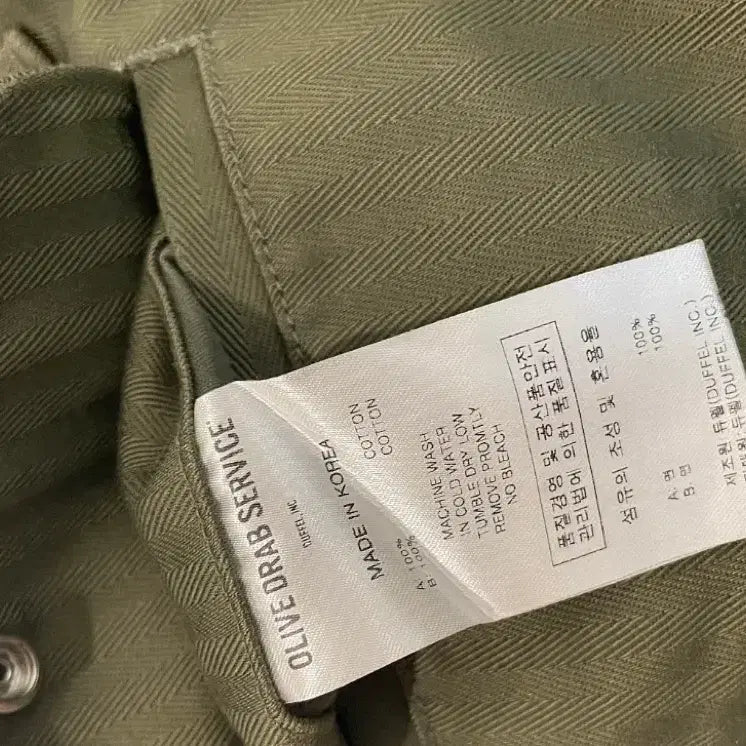 OLIVE DRAB SERVICE
DUFFEL INC
MADE IN KOREA
A: 100% COTTON
B: 100% COTTON
MACHINE WASH
IN COLD WATER
TUMBLE DRY LOW
REMOVE PROMTLY
NO BLEACH
품질경영 및 공산품안전
관리법에 의한 품질표시
섬유의 조성 및 혼용율
A: 면 100%
B: 면 100%
제조원 듀펠(DUFFEL INC.)
듀펠(DUFFEL INC.)